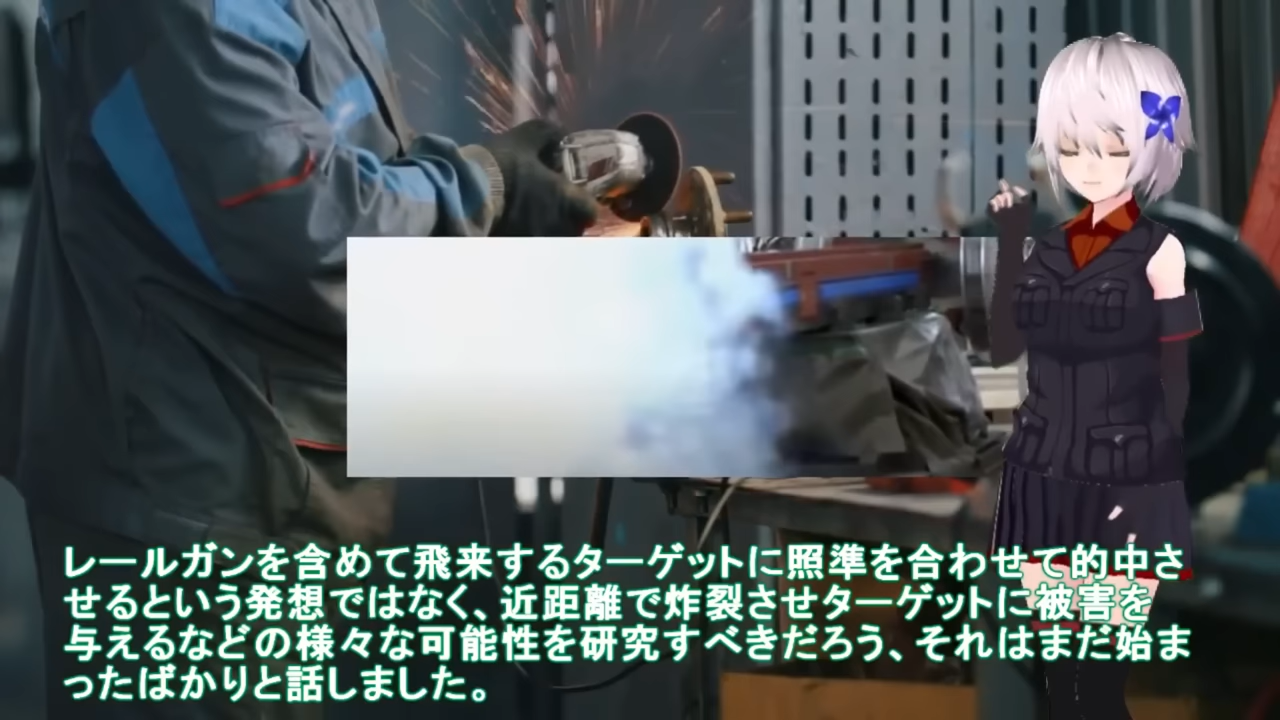 レールガンを含めて飛来するターゲットに照準を合わせて的中さ
せるという発想ではなく、近距離で炸裂させターゲットに被害を
与えるなどの様々な可能性を研究すべきだろう、それはまだ始ま
ったばかりと話しました。